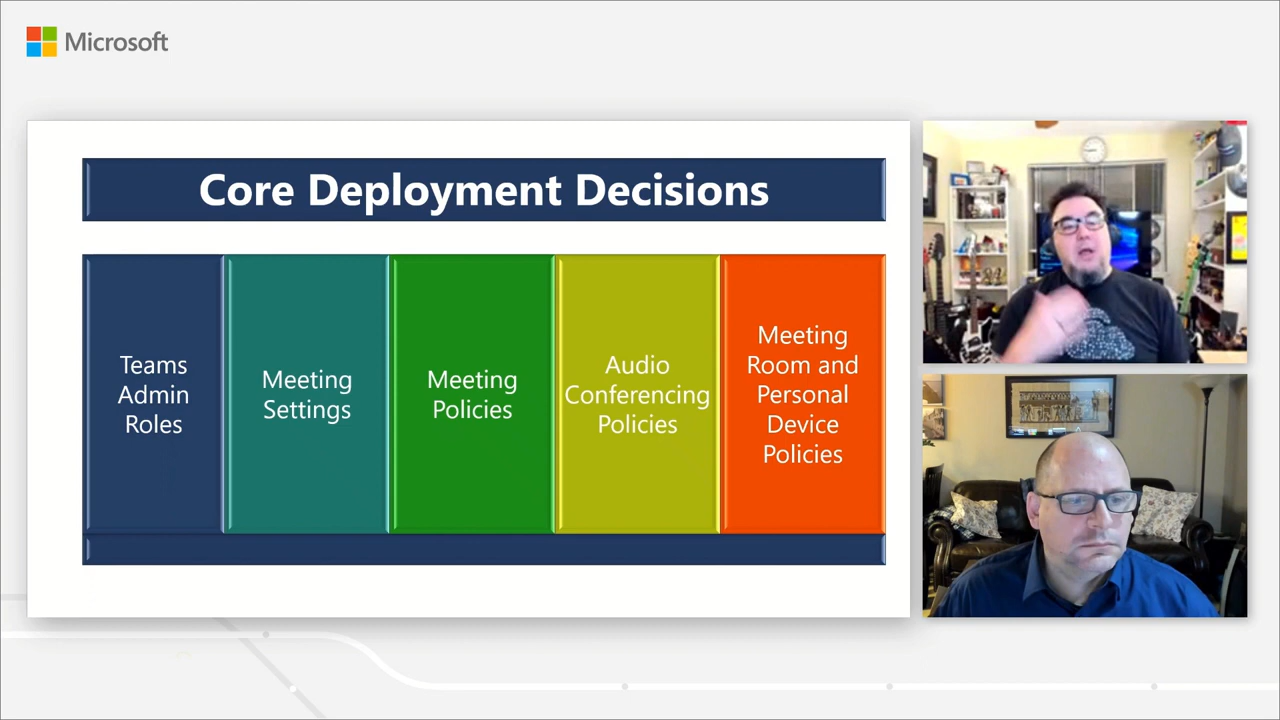 Microsoft
Core Deployment Decisions
Teams
Admin
Roles
Meeting
Settings
Meeting
Policies
Audio
Conferencing
Policies
Meeting
Room and
Personal
Device
Policies